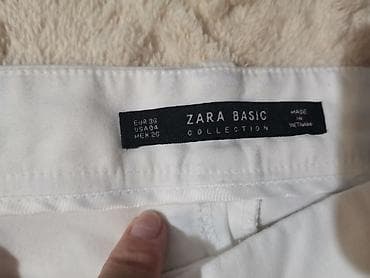 EUR 36
USA 04
MEX 26
ZARA BASIC
COLLECTION
MADE
IN
VIETNAM